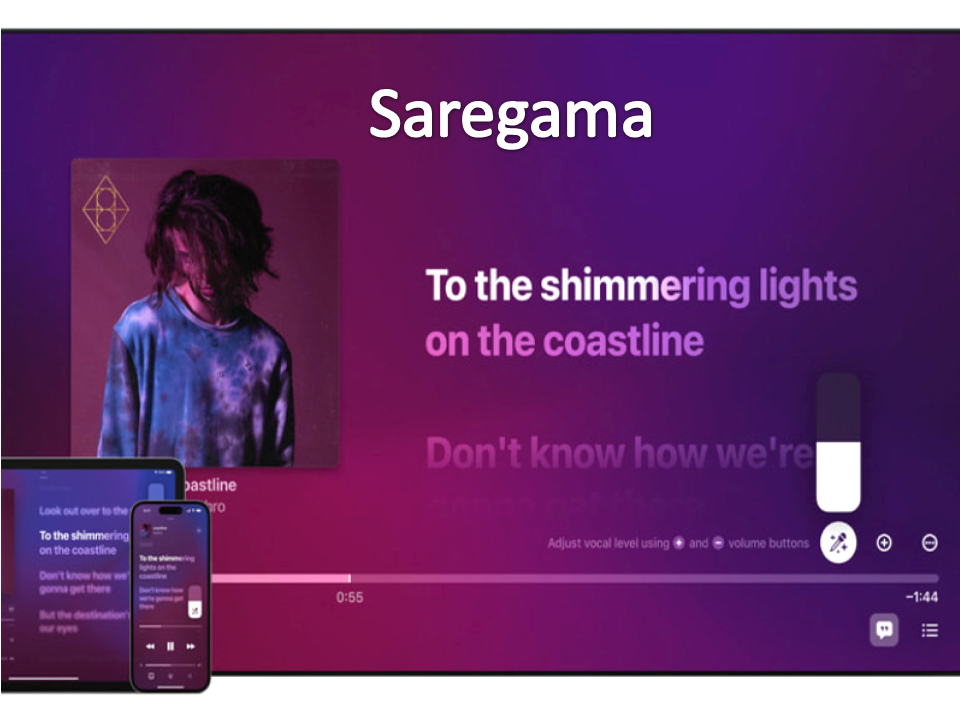 Saregama
To the shimmering lights
on the coastline
Don't know how we're
oastline
bro
Adjust vocal level using and volume buttons
0:55
−1:44
Look out over to the
To the shimmering
on the coastline
Don't know how we'
gonna get there
But the destination's
our eyes
To the shimmering
lights on the
coastline
Don't know how
we're gonna get
there